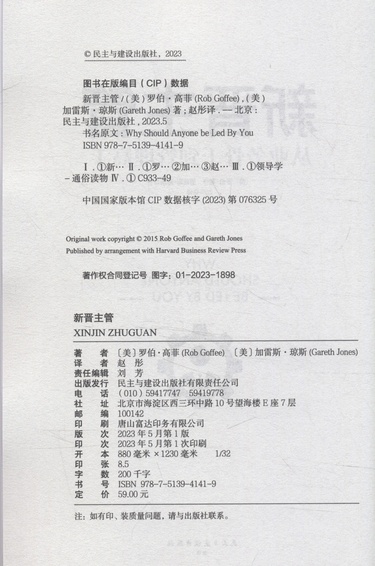 © 民主与建设出版社，2023
图书在版编目（CIP）数据
新晋主管 /（美）罗伯·高菲 (Rob Goffee)，（美）
加雷斯·琼斯 (Gareth Jones) 著；赵彤译 . — 北京：
民主与建设出版社，2023.5
书名原文：Why Should Anyone be Led By You
ISBN 978-7-5139-4141-9
Ⅰ . ①新… Ⅱ . ①罗… ②加… ③赵… Ⅲ . ①领导学
– 通俗读物 Ⅳ . ① C933-49
中国国家版本馆 CIP 数据核字 (2023) 第 076325 号
Original work copyright © 2015 Rob Goffee and Gareth Jones
Published by arrangement with Harvard Business Review Press
著作权合同登记号 图字：01-2023-1898
新晋主管
XINJIN ZHUGUAN
著 者 〔美〕罗伯·高菲 (Rob Goffee) 〔美〕加雷斯·琼斯 (Gareth Jones)
译 者 赵 彤
责任编辑 刘 芳
出版发行 民主与建设出版社有限责任公司
电 话 （010）59417747 59419778
社 址 北京市海淀区西三环中路 10 号望海楼 E 座 7 层
邮 编 100142
印 刷 唐山富达印务有限公司
版 次 2023 年 5 月第 1 版
印 次 2023 年 5 月第 1 次印刷
开 本 880 毫米 ×1230 毫米 1/32
印 张 8.5
字 数 200 千字
书 号 ISBN 978-7-5139-4141-9
定 价 59.00 元
注：如有印、装质量问题，请与出版社联系。